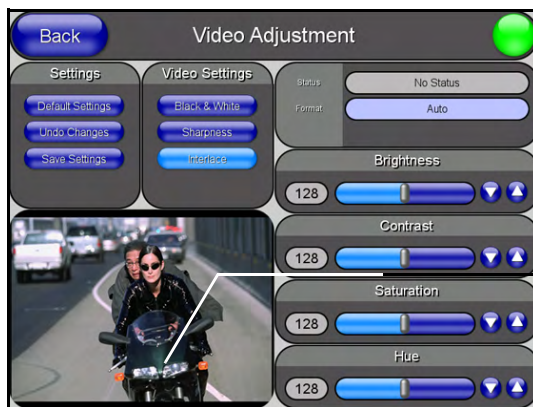 Back
Video Adjustment
Settings
Default Settings
Undo Changes
Save Settings
Video Settings
Black & White
Sharpness
Interlace
Status
No Status
Format
Auto
Brightness
128
Contrast
128
Saturation
128
Hue
128